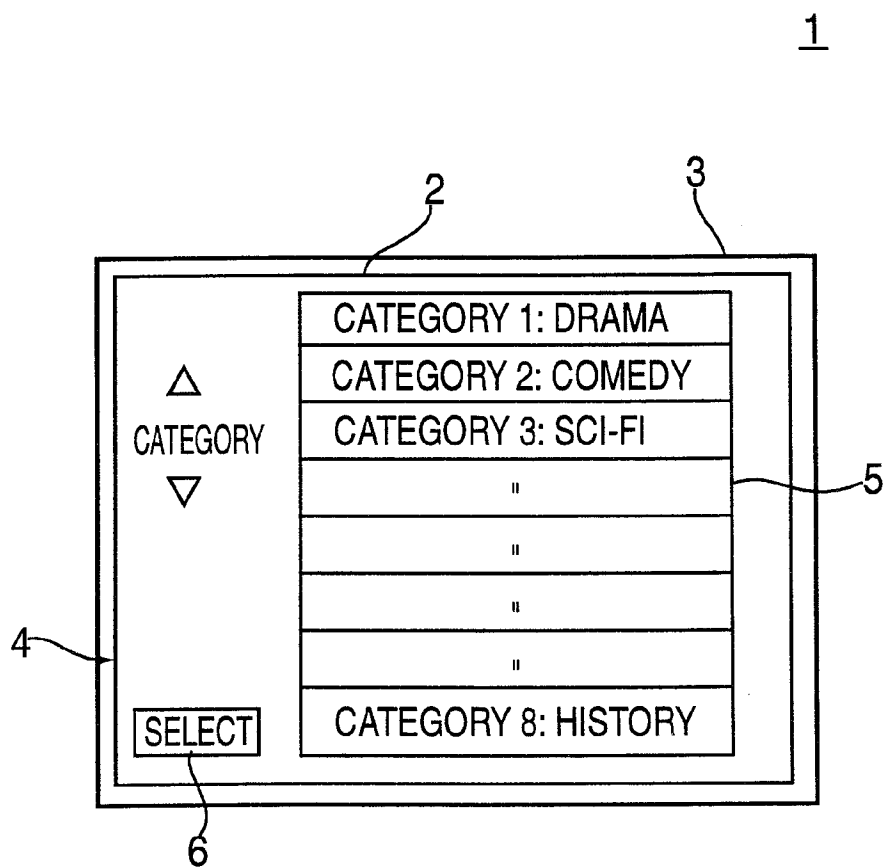 1
2
3
△
CATEGORY
▽
CATEGORY 1: DRAMA
CATEGORY 2: COMEDY
CATEGORY 3: SCI-FI
"
"
"
"
CATEGORY 8: HISTORY
5
4
SELECT
6